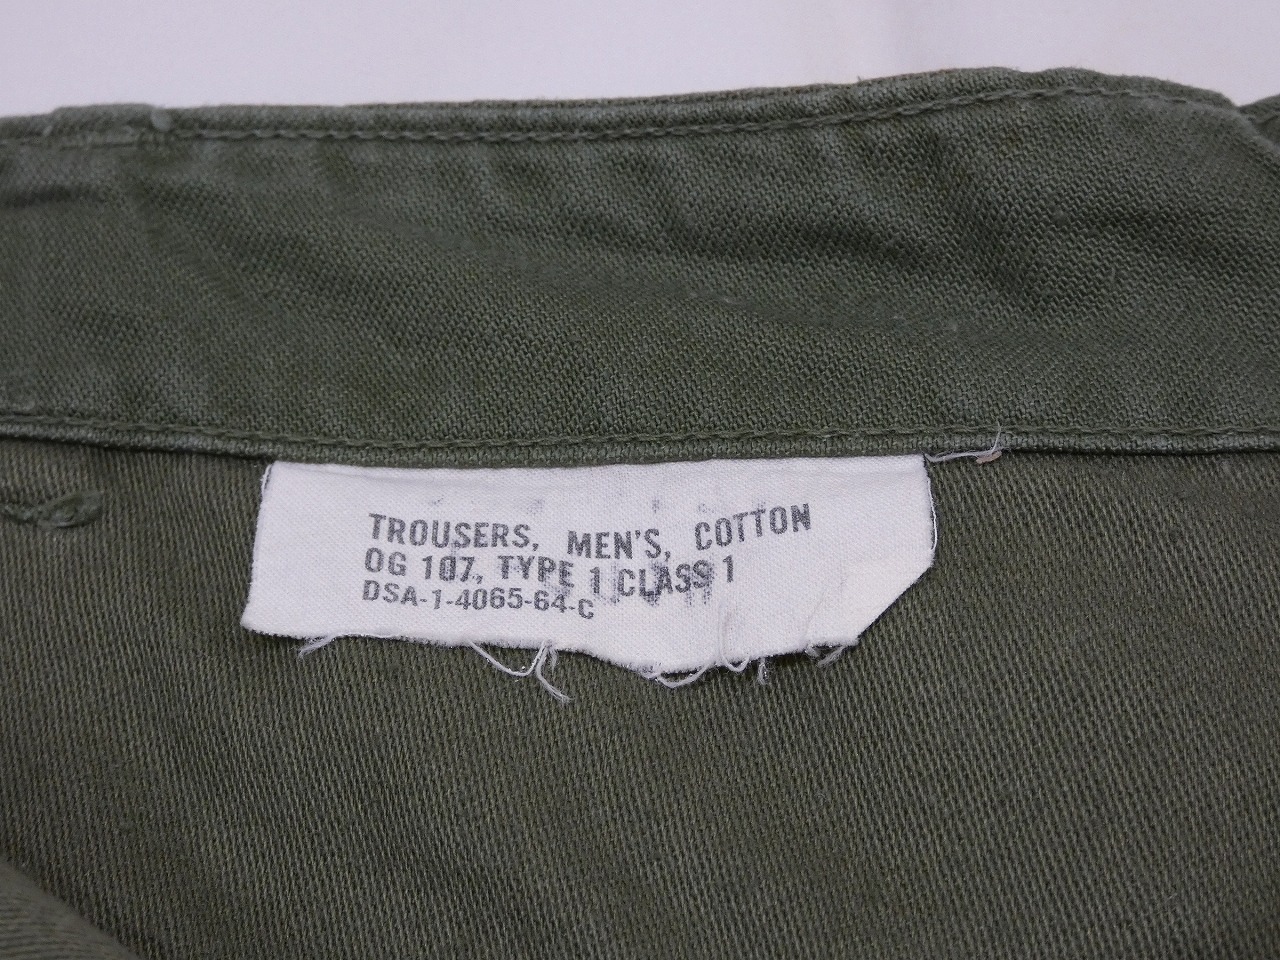 TROUSERS, MEN'S, COTTON
OG 107, TYPE 1 CLASS 1
DSA-1-4065-64-C